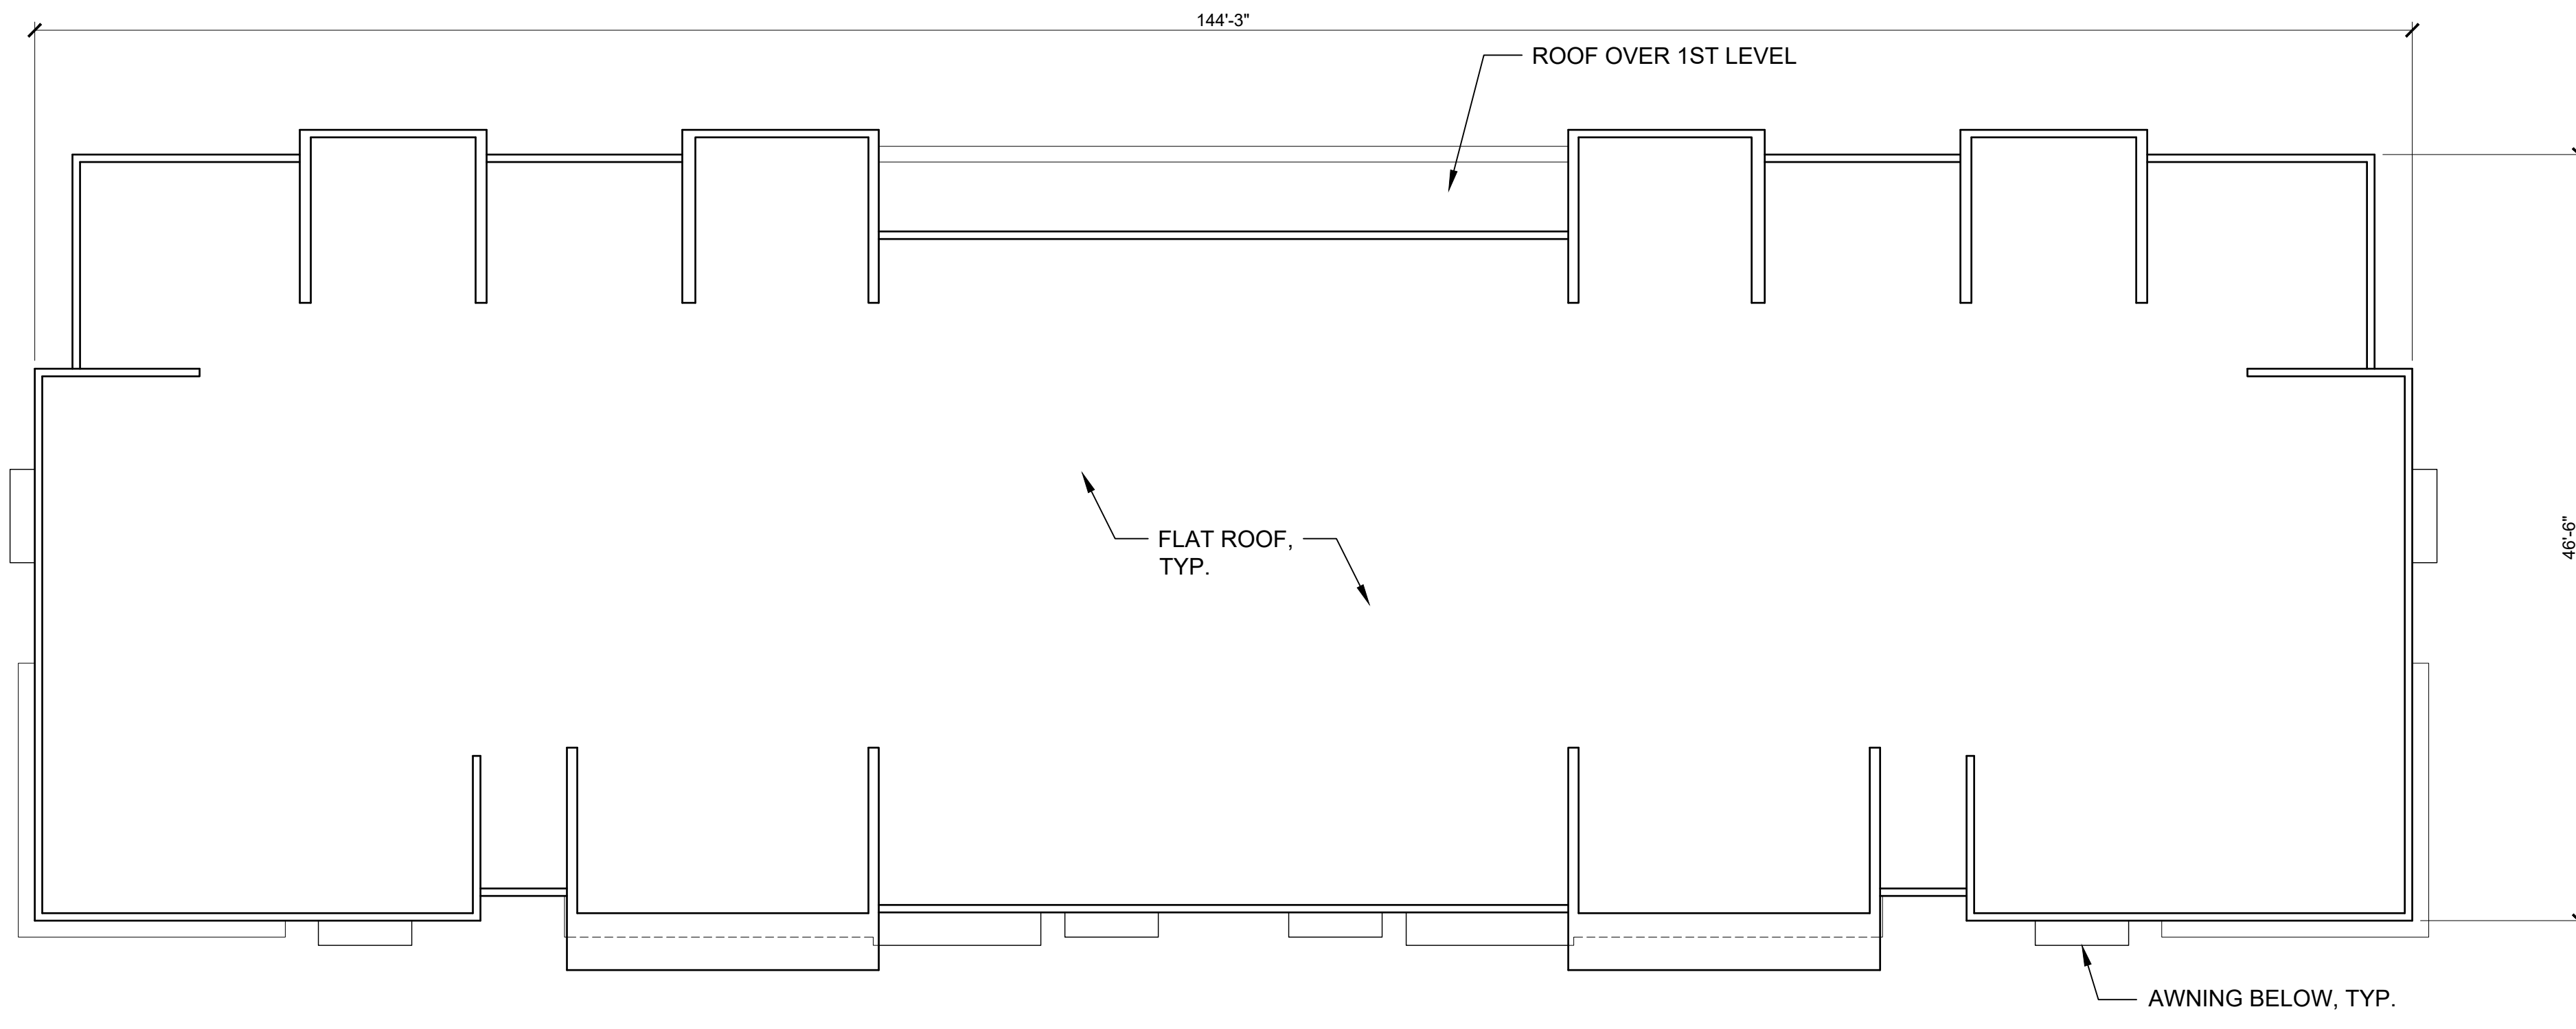 144'-3"
ROOF OVER 1ST LEVEL
FLAT ROOF,
TYP.
46'-6"
AWNING BELOW, TYP.